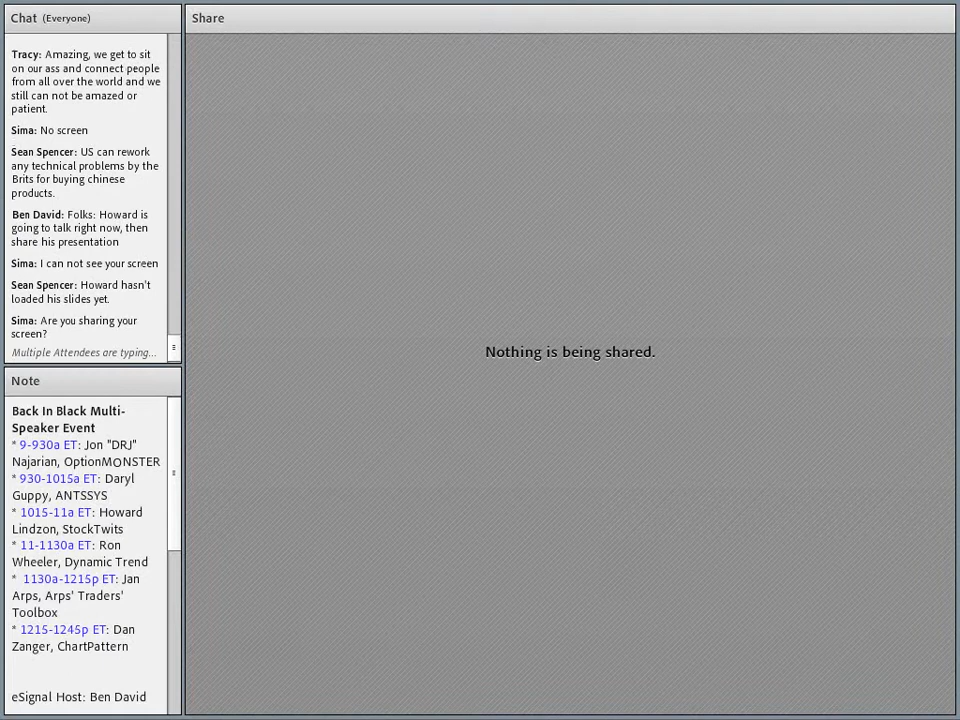 Chat (Everyone)
Tracy: Amazing, we get to sit
on our ass and connect people
from all over the world and we
still can not be amazed or
patient.
Sima: No screen
Sean Spencer: US can rework
any technical problems by the
Brits for buying chinese
products.
Ben David: Folks: Howard is
going to talk right now, then
share his presentation
Sima: I can not see your screen
Sean Spencer: Howard hasn't
loaded his slides yet.
Sima: Are you sharing your
screen?
Multiple Attendees are typing...
Note
Back In Black Multi-
Speaker Event
* 9-930a ET: Jon "DRJ"
Najarian, OptionMONSTER
* 930-1015a ET: Daryl
Guppy, ANTSSYS
* 1015-11a ET: Howard
Lindzon, StockTwits
* 11-1130a ET: Ron
Wheeler, Dynamic Trend
* 1130a-1215p ET: Jan
Arps, Arps' Traders'
Toolbox
* 1215-1245p ET: Dan
Zanger, ChartPattern
eSignal Host: Ben David
Share
Nothing is being shared.